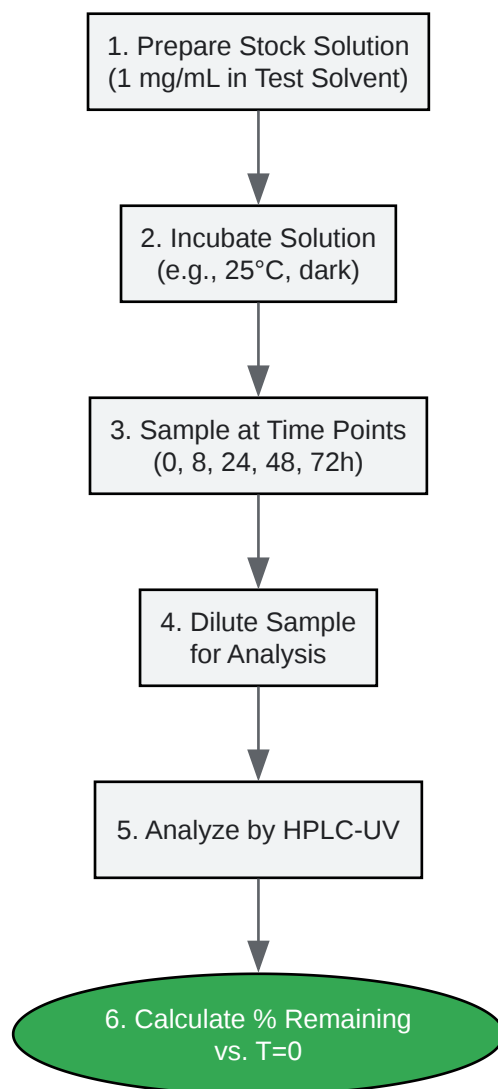 1. Prepare Stock Solution
(1 mg/mL in Test Solvent)
2. Incubate Solution
(e.g., 25°C, dark)
3. Sample at Time Points
(0, 8, 24, 48, 72h)
4. Dilute Sample
for Analysis
5. Analyze by HPLC-UV
6. Calculate % Remaining
vs. T=0